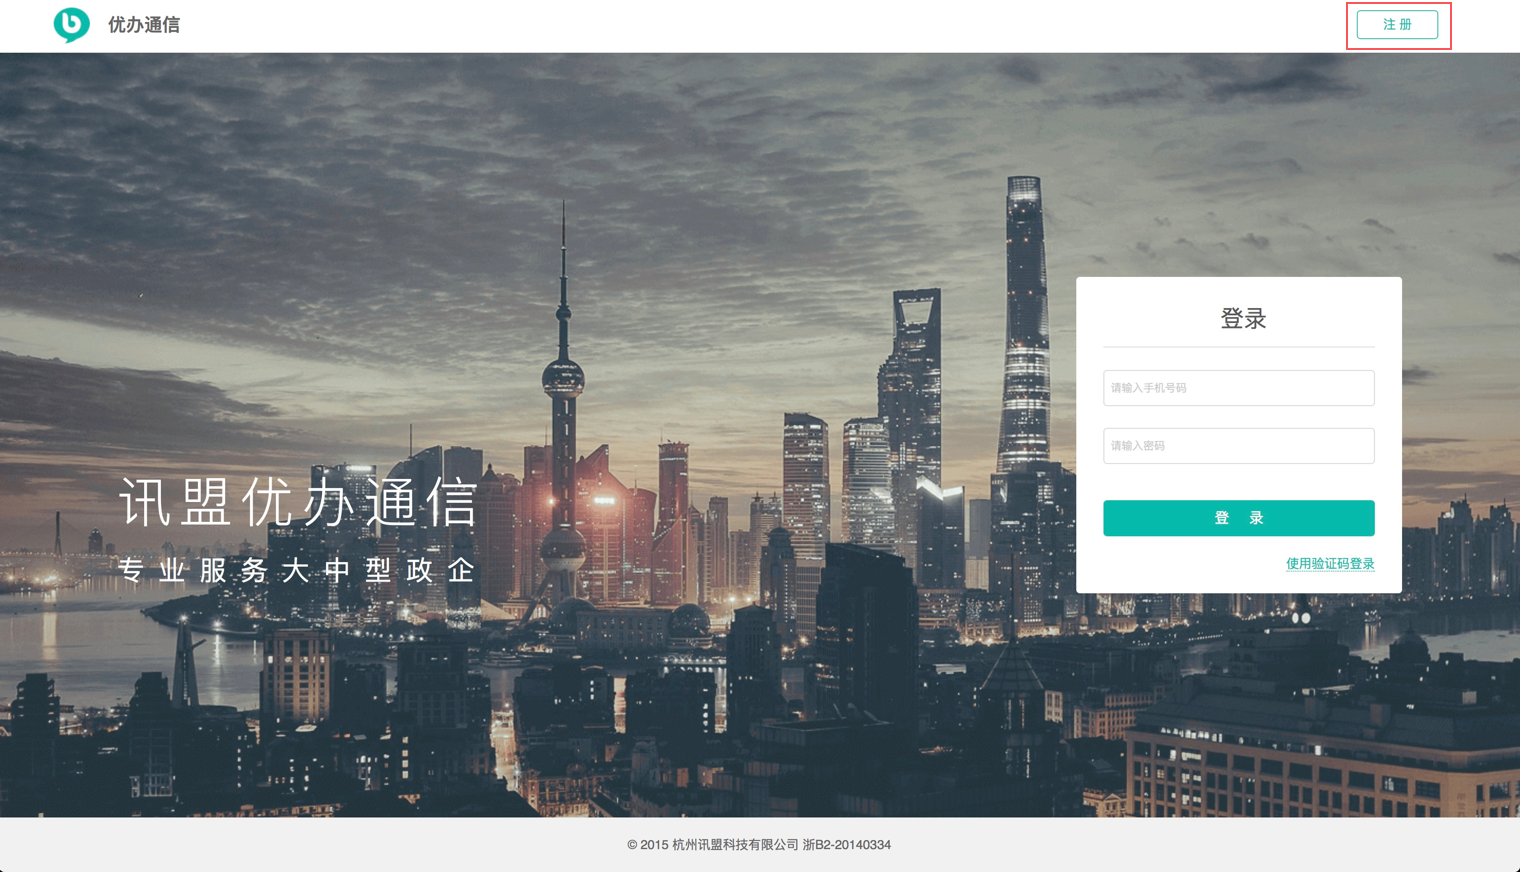 优办通信
注 册
登录
请输入手机号码
请输入密码
登 录
使用验证码登录
讯盟优办通信
专业服务大中型政企
© 2015 杭州讯盟科技有限公司 浙B2-20140334